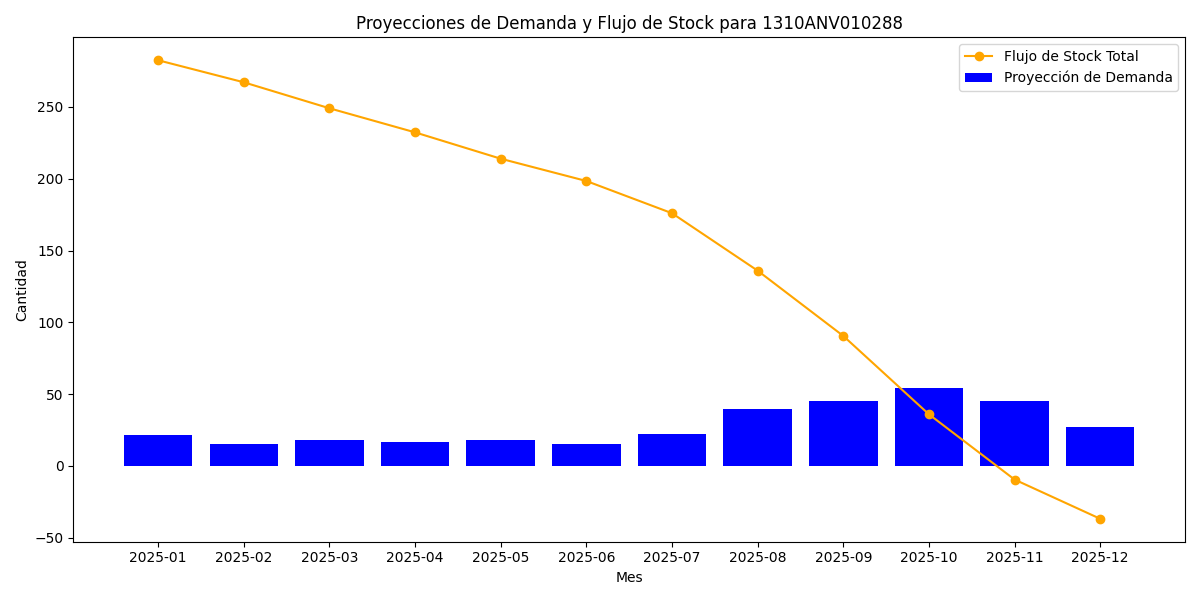 Proyecciones de Demanda y Flujo de Stock para 1310ANV010288
Flujo de Stock Total
Proyección de Demanda
Cantidad
250
200
150
100
50
0
−50
2025-01 2025-02 2025-03 2025-04 2025-05 2025-06 2025-07 2025-08 2025-09 2025-10 2025-11 2025-12
Mes